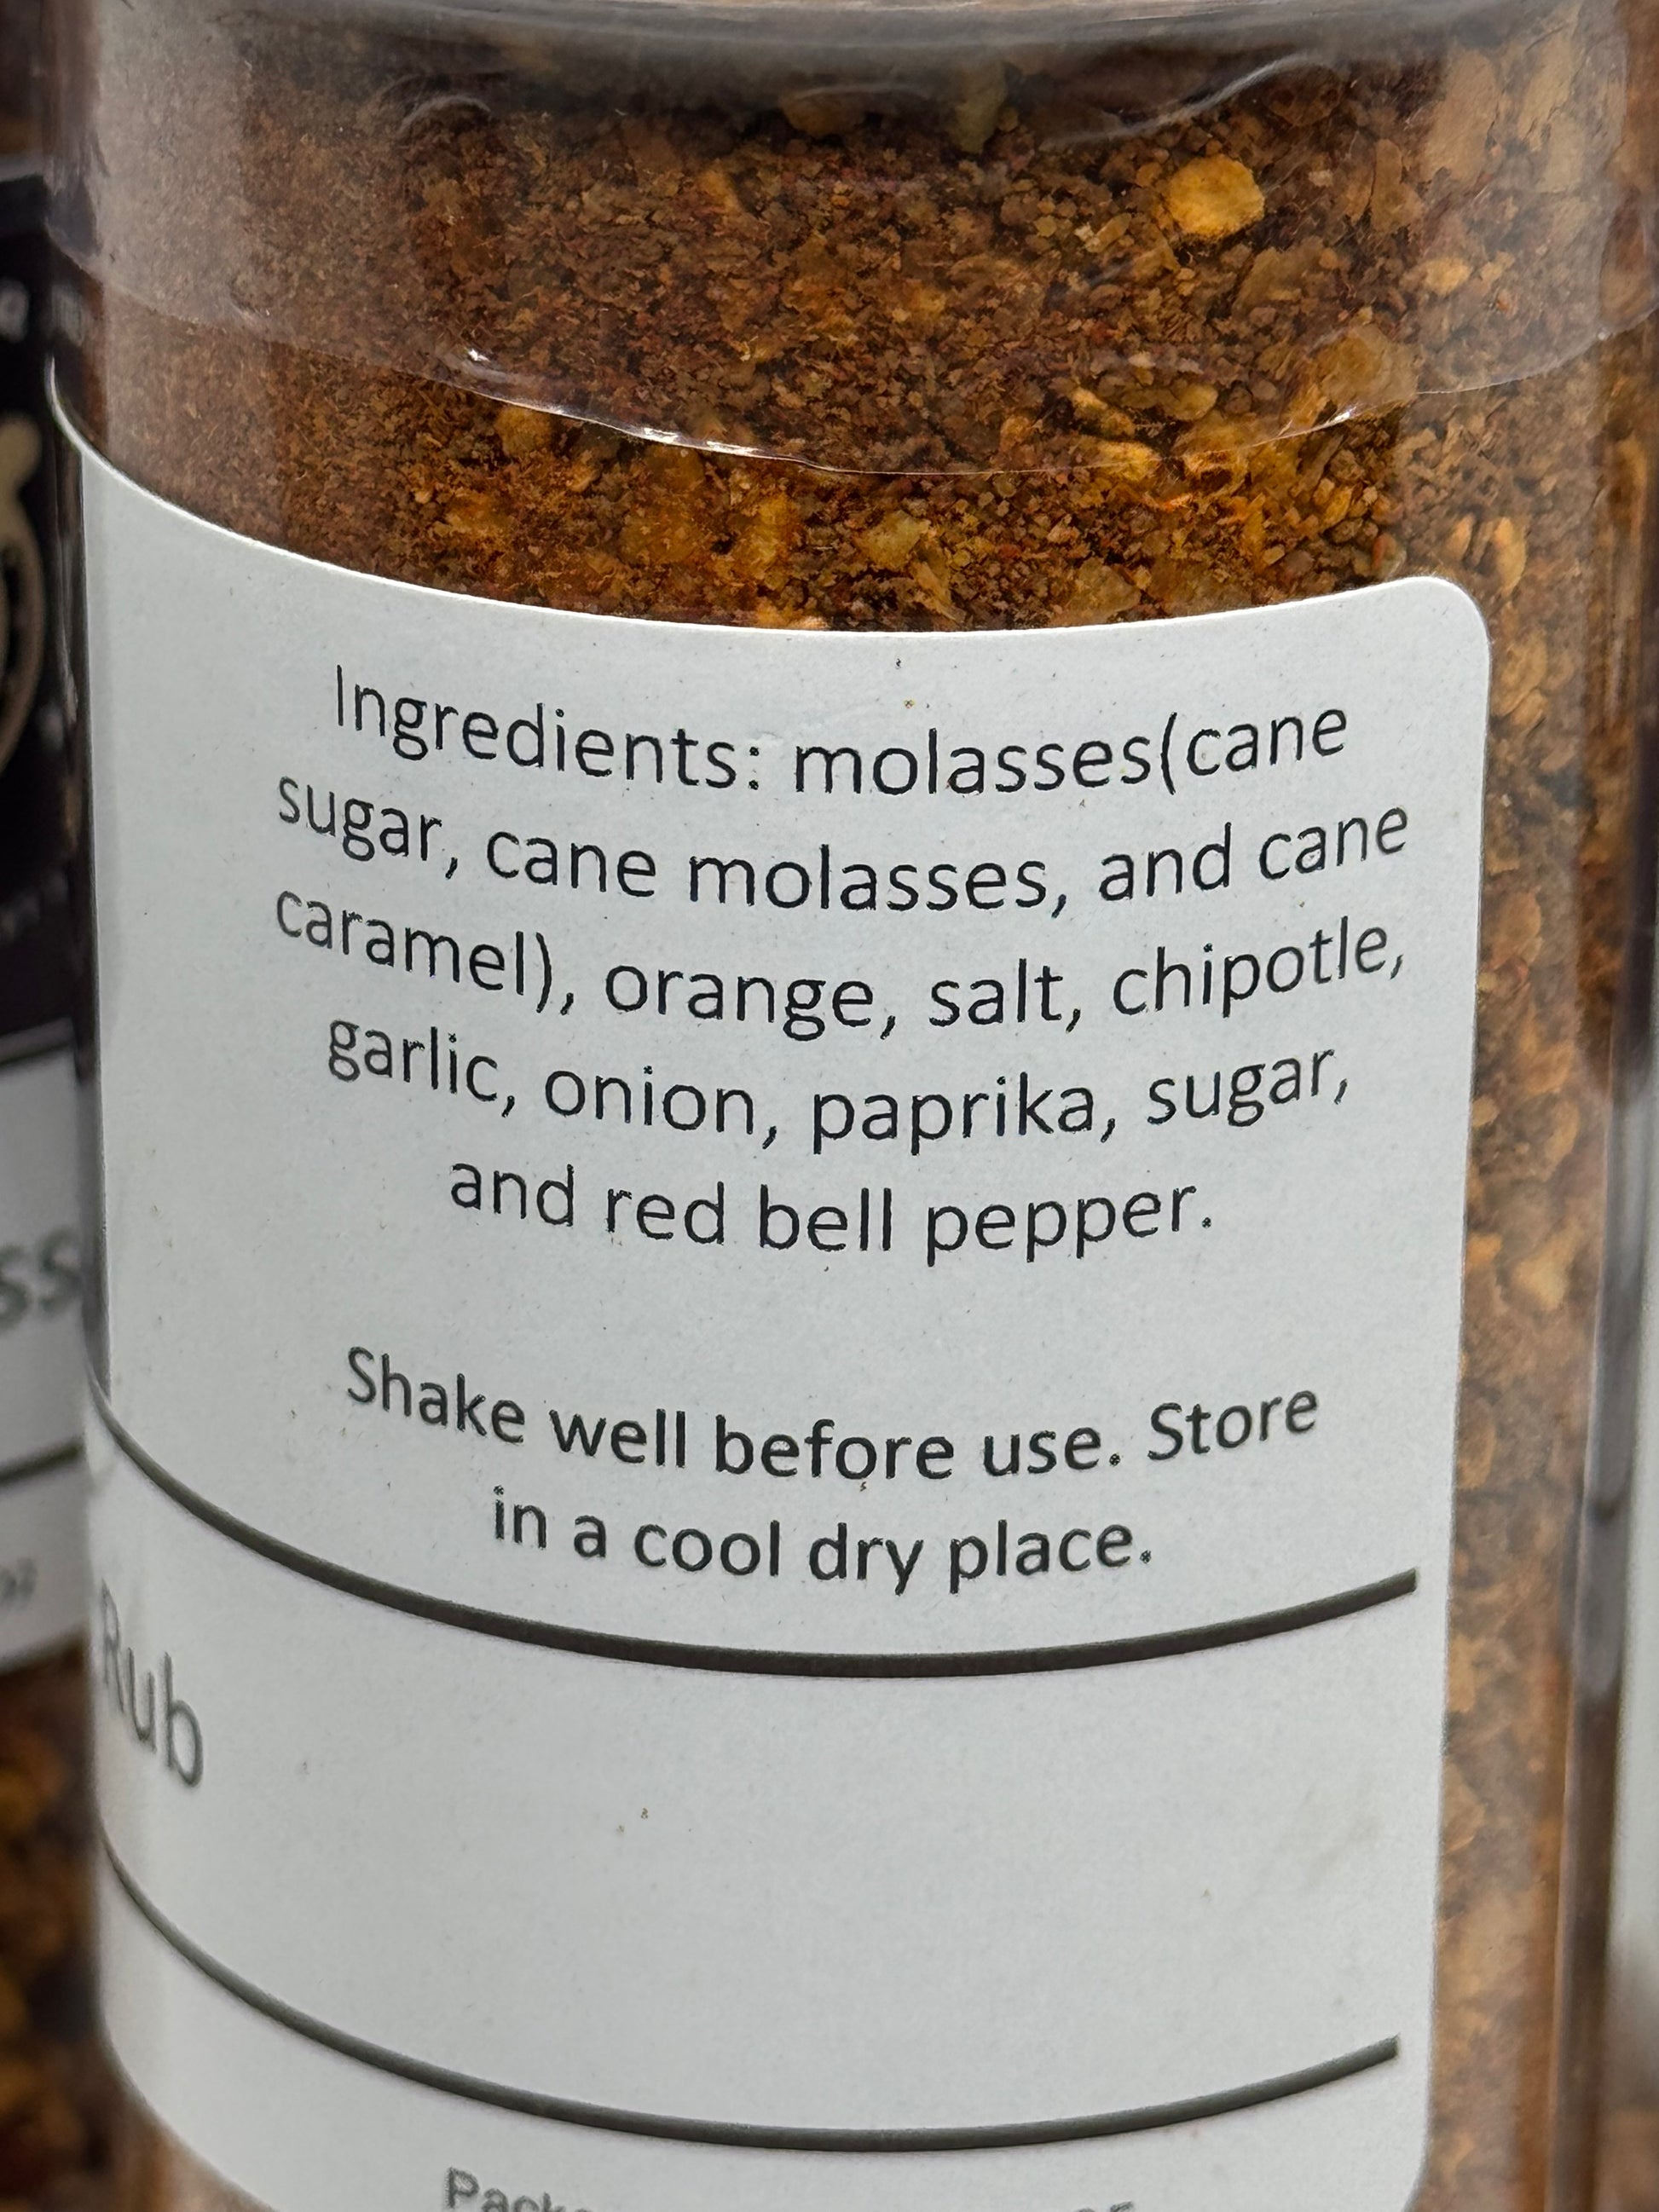 Ingredients: molasses(cane
sugar, cane molasses, and cane
caramel), orange, salt, chipotle,
garlic, onion, paprika, sugar,
and red bell pepper.
Shake well before use. Store
in a cool dry place.
Rub